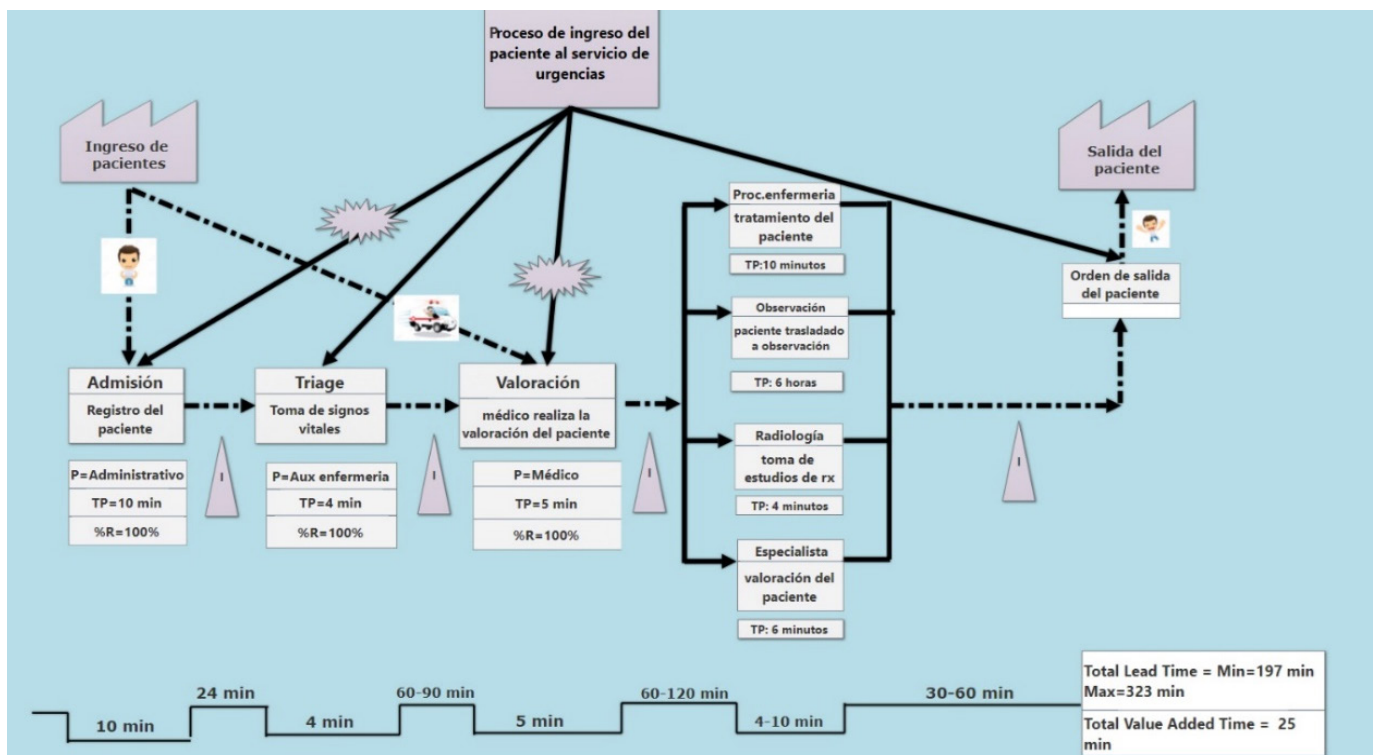 Proceso de ingreso del
paciente al servicio de
urgencias
Ingreso de
pacientes
Salida del
paciente
Proc.enfermeria
tratamiento del
paciente
TP:10 minutos
Orden de salida
del paciente
Observación
paciente trasladado
a observación
TP: 6 horas
Admisión
Registro del
paciente
P=Administrativo
TP=10 min
%R=100%
I
Triage
Toma de signos
vitales
P=Aux enfermeria
TP=4 min
%R=100%
I
Valoración
médico realiza la
valoración del paciente
P=Médico
TP=5 min
%R=100%
I
Radiología
toma de
estudios de rx
TP: 4 minutos
I
Especialista
valoración del
paciente
TP: 6 minutos
10 min
24 min
4 min
60-90 min
5 min
60-120 min
4-10 min
30-60 min
Total Lead Time = Min=197 min
Max=323 min
Total Value Added Time = 25
min